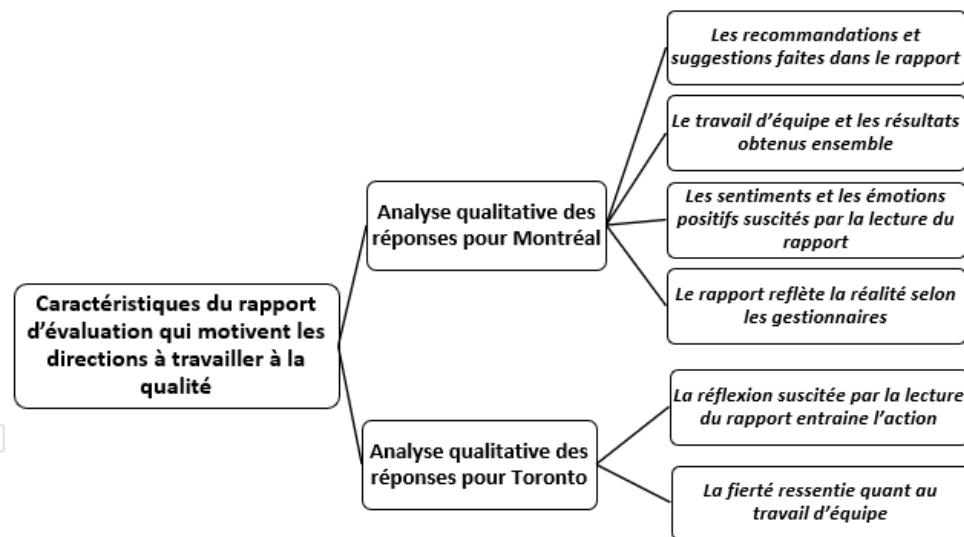 Caractéristiques du rapport
d'évaluation qui motivent les
directions à travailler à la
qualité
Analyse qualitative des
réponses pour Montréal
Les recommandations et
suggestions faites dans le rapport
Le travail d'équipe et les résultats
obtenus ensemble
Les sentiments et les émotions
positifs suscités par la lecture du
rapport
Le rapport reflète la réalité selon
les gestionnaires
Analyse qualitative des
réponses pour Toronto
La réflexion suscitée par la lecture
du rapport entraine l'action
La fierté ressentie quant au
travail d'équipe